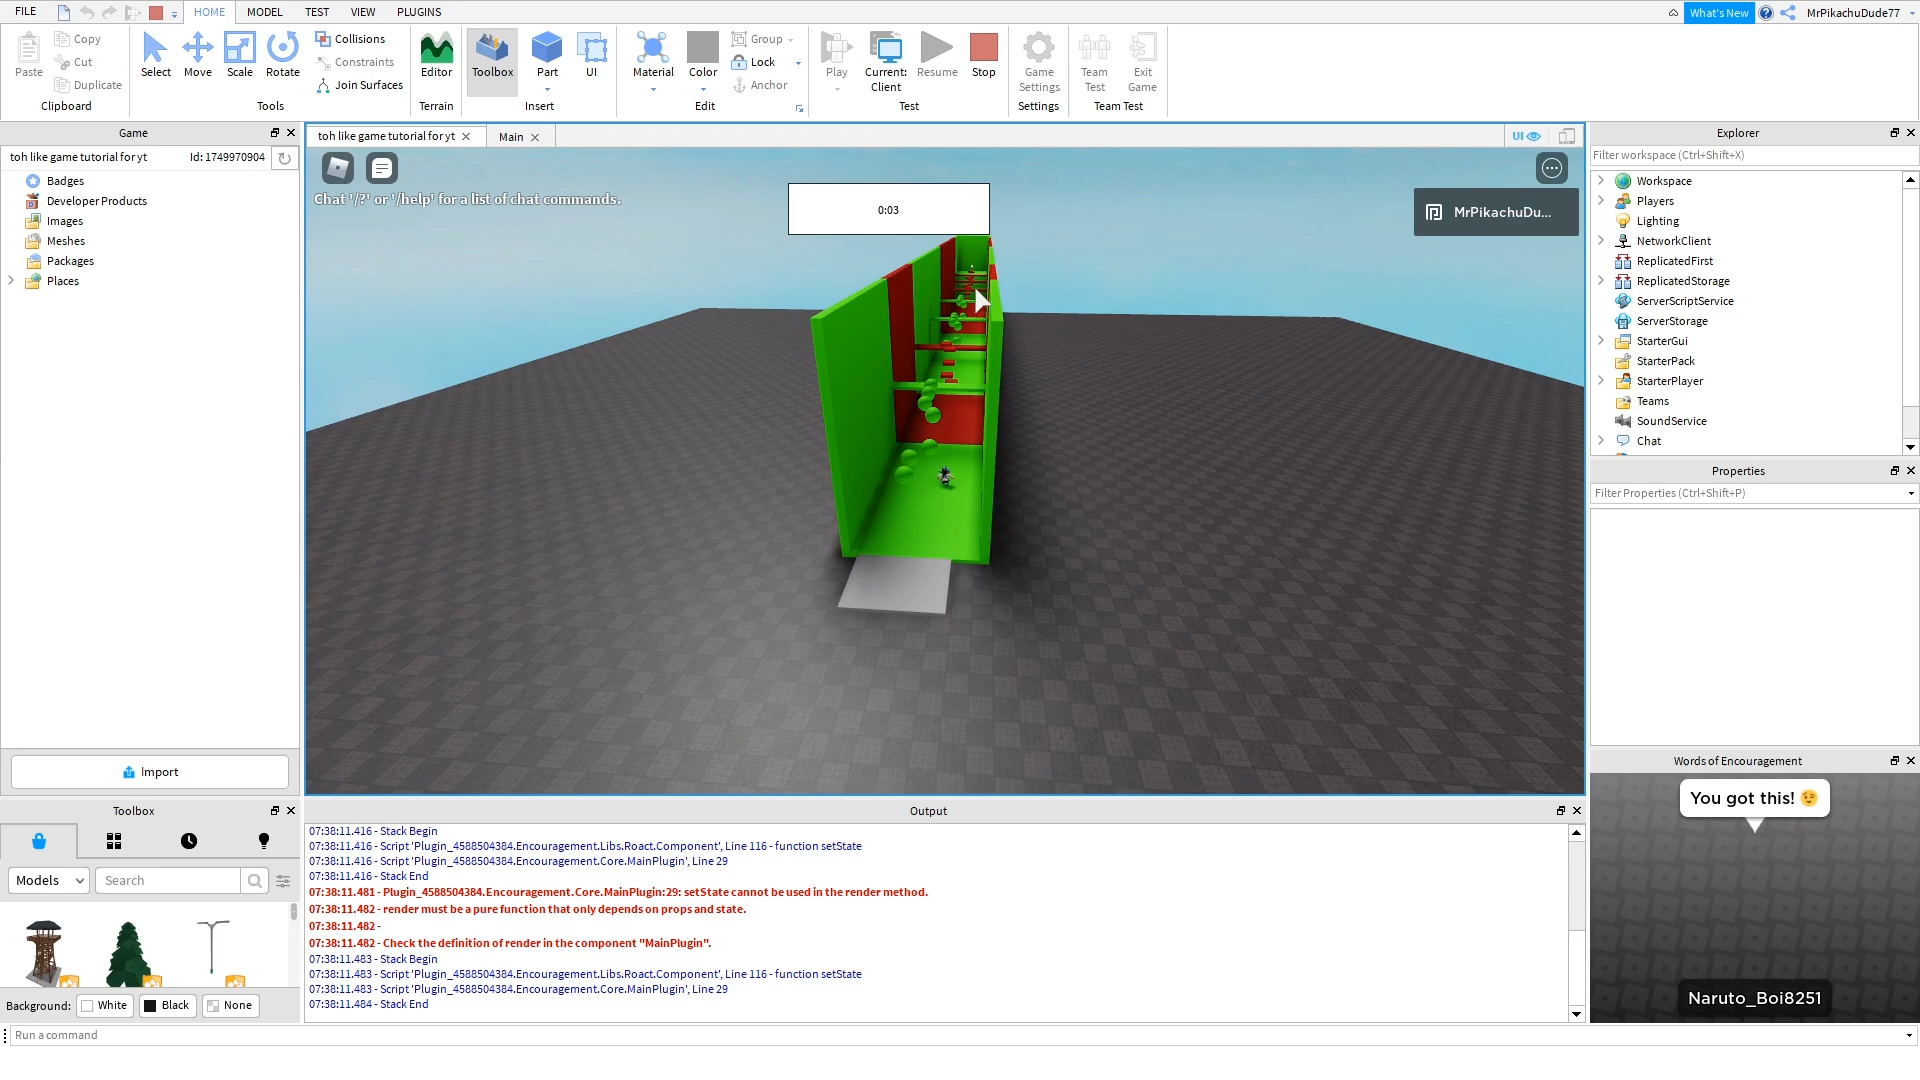 FILE HOME MODEL TEST VIEW PLUGINS What's New MrPikachuDude77
Paste Copy Cut Duplicate Clipboard
Select Move Scale Rotate Collisions Constraints Join Surfaces Tools
Editor Terrain
Toolbox Part UI Insert
Material Color Group Lock Anchor Edit
Play Current: Client Resume Stop Test
Game Settings Settings
Team Test Exit Game Team Test
Game
toh like game tutorial for yt Id: 1749970904
Badges
Developer Products
Images
Meshes
Packages
Places
Import
toh like game tutorial for yt Main UI
Chat '/?' or '/help' for a list of chat commands.
0:03
MrPikachuDu...
Explorer
Filter workspace (Ctrl+Shift+X)
Workspace
Players
Lighting
NetworkClient
ReplicatedFirst
ReplicatedStorage
ServerScriptService
ServerStorage
StarterGui
StarterPack
StarterPlayer
Teams
SoundService
Chat
Properties
Filter Properties (Ctrl+Shift+P)
Words of Encouragement
You got this! 😉
Naruto_Boi8251
Toolbox
Models Search
Background: White Black None
Output
07:38:11.416 - Stack Begin
07:38:11.416 - Script 'Plugin_4588504384.Encouragement.Libs.Roact.Component', Line 116 - function setState
07:38:11.416 - Script 'Plugin_4588504384.Encouragement.Core.MainPlugin', Line 29
07:38:11.416 - Stack End
07:38:11.481 - Plugin_4588504384.Encouragement.Core.MainPlugin:29: setState cannot be used in the render method.
07:38:11.482 - render must be a pure function that only depends on props and state.
07:38:11.482 -
07:38:11.482 - Check the definition of render in the component "MainPlugin".
07:38:11.483 - Stack Begin
07:38:11.483 - Script 'Plugin_4588504384.Encouragement.Libs.Roact.Component', Line 116 - function setState
07:38:11.483 - Script 'Plugin_4588504384.Encouragement.Core.MainPlugin', Line 29
07:38:11.484 - Stack End
Run a command